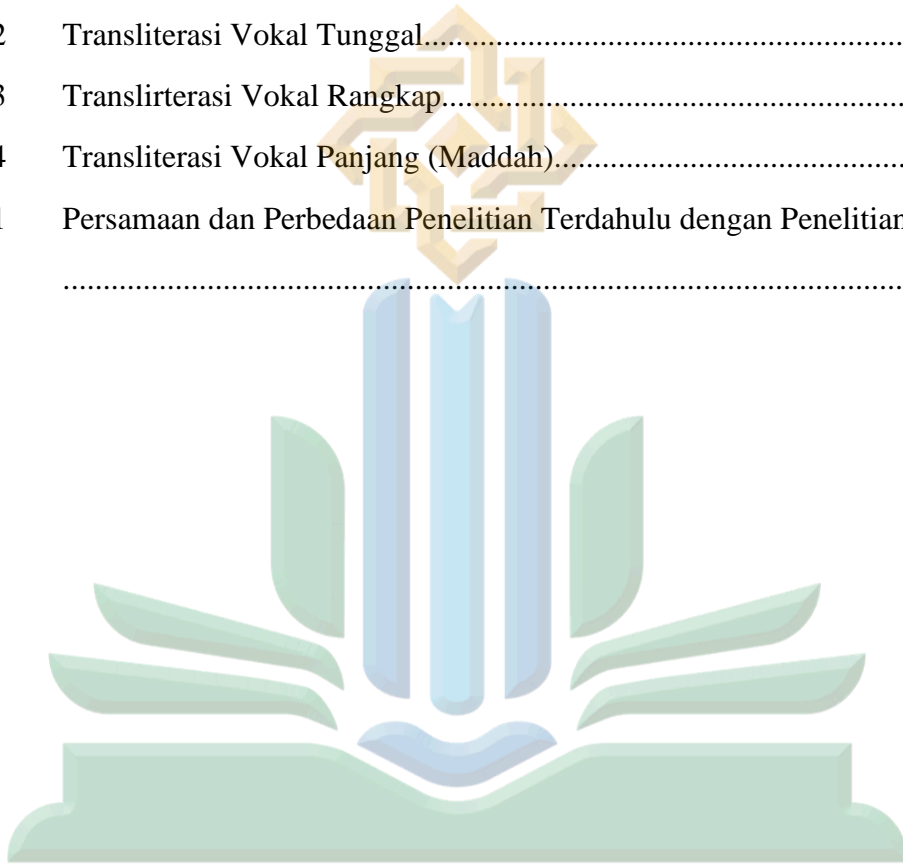 2 Transliterasi Vokal Tunggal
3 Translirterasi Vokal Rangkap
4 Transliterasi Vokal Panjang (Maddah)
1 Persamaan dan Perbedaan Penelitian Terdahulu dengan Penelitian